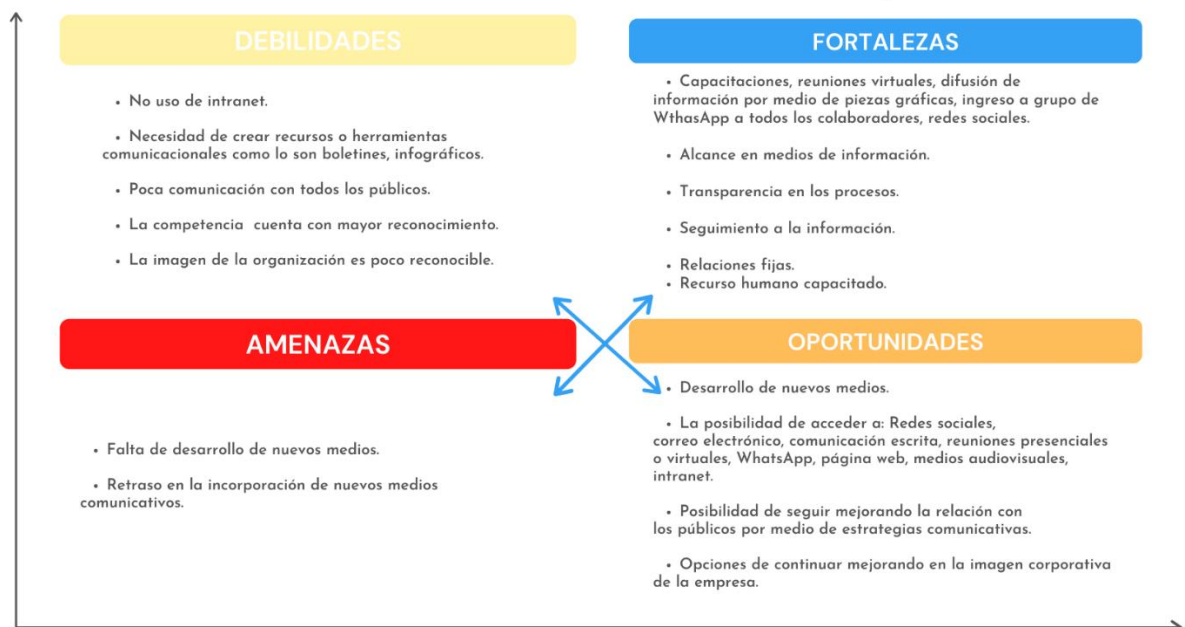 DEBILIDADES
• No uso de intranet.
• Necesidad de crear recursos o herramientas
comunicacionales como lo son boletines, infográficos.
• Poca comunicación con todos los públicos.
• La competencia cuenta con mayor reconocimiento.
• La imagen de la organización es poco reconocible.
FORTALEZAS
• Capacitaciones, reuniones virtuales, difusión de
información por medio de piezas gráficas, ingreso a grupo de
WthasApp a todos los colaboradores, redes sociales.
• Alcance en medios de información.
• Transparencia en los procesos.
• Seguimiento a la información.
• Relaciones fijas.
• Recurso humano capacitado.
AMENAZAS
• Falta de desarrollo de nuevos medios.
• Retraso en la incorporación de nuevos medios
comunicativos.
OPORTUNIDADES
• Desarrollo de nuevos medios.
• La posibilidad de acceder a: Redes sociales,
correo electrónico, comunicación escrita, reuniones presenciales
o virtuales, WhatsApp, página web, medios audiovisuales,
intranet.
• Posibilidad de seguir mejorando la relación con
los públicos por medio de estrategias comunicativas.
• Opciones de continuar mejorando en la imagen corporativa
de la empresa.